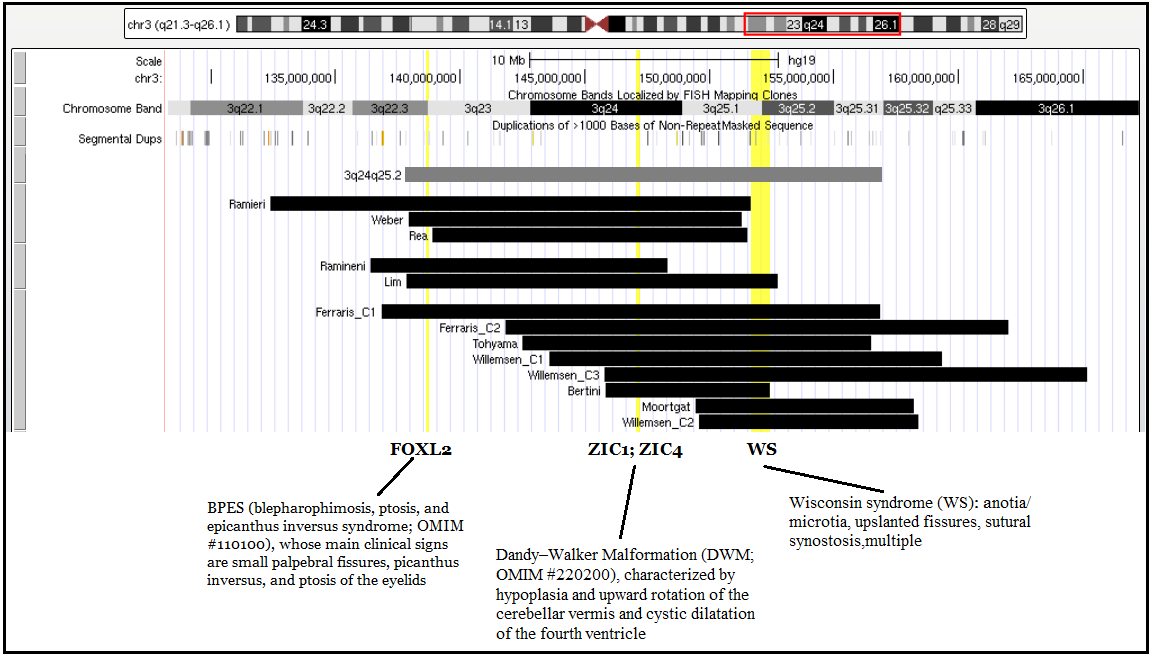 chr3 (q21.3-q26.1) 24.3 14.1 13 23 q24 26.1 28 q29
Scale 10 Mb hg19
chr3: 135,000,000 140,000,000 145,000,000 150,000,000 155,000,000 160,000,000 165,000,000
Chromosome Bands Localized by FISH Mapping Clones
Chromosome Band 3q22.1 3q22.2 3q22.3 3q23 3q24 3q25.1 3q25.2 3q25.31 3q25.32 q25.33 3q26.1
Duplications of >1000 Bases of Non-RepeatMasked Sequence
Segmental Dups
3q24q25.2
Ramieri
Weber
Rea
Ramineni
Lim
Ferraris_C1
Ferraris_C2
Tohyama
Willemsen_C1
Willemsen_C3
Bertini
Moortgat
Willemsen_C2
FOXL2 ZIC1; ZIC4 WS
BPES (blepharophimosis, ptosis, and
epicanthus inversus syndrome; OMIM
#110100), whose main clinical signs
are small palpebral fissures, picanthus
inversus, and ptosis of the eyelids
Dandy–Walker Malformation (DWM;
OMIM #220200), characterized by
hypoplasia and upward rotation of the
cerebellar vermis and cystic dilatation
of the fourth ventricle
Wisconsin syndrome (WS): anotia/
microtia, upslanted fissures, sutural
synostosis,multiple